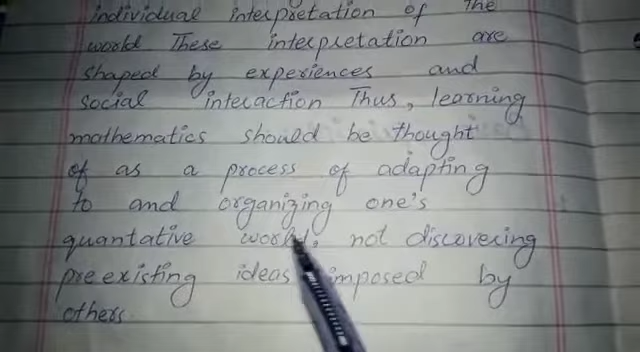 individual interpretation of the
world These interpretation are
shaped by experiences and
social interaction Thus, learning
mathematics should be thought
of as a process of adapting
to and organizing one's
quantative world, not discovering
preexisting ideas imposed by
others